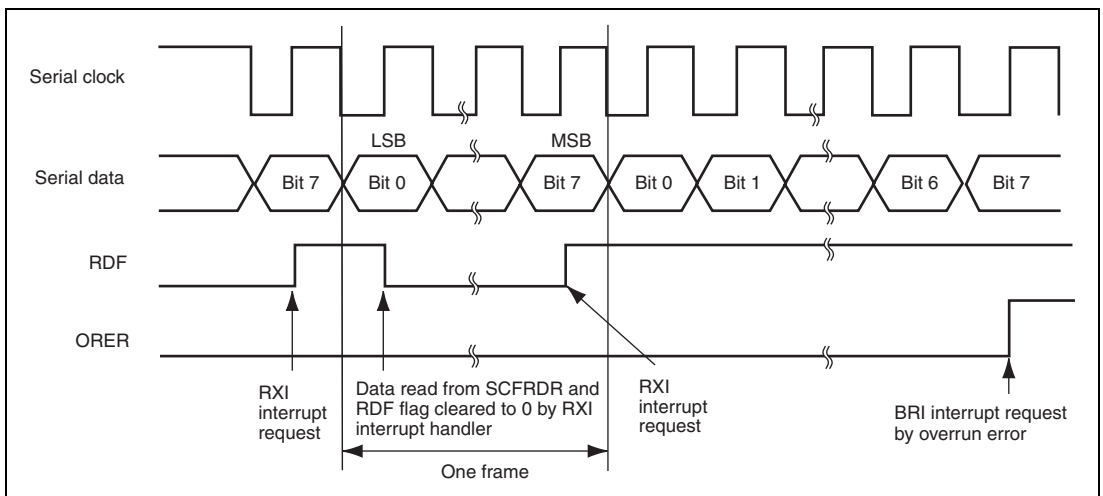 Serial clock
LSB
MSB
Serial data
Bit 7
Bit 0
Bit 7
Bit 0
Bit 1
Bit 6
Bit 7
RDF
ORER
RXI
interrupt
request
Data read from SCFRDR and
RDF flag cleared to 0 by RXI
interrupt handler
RXI
interrupt
request
BRI interrupt request
by overrun error
One frame